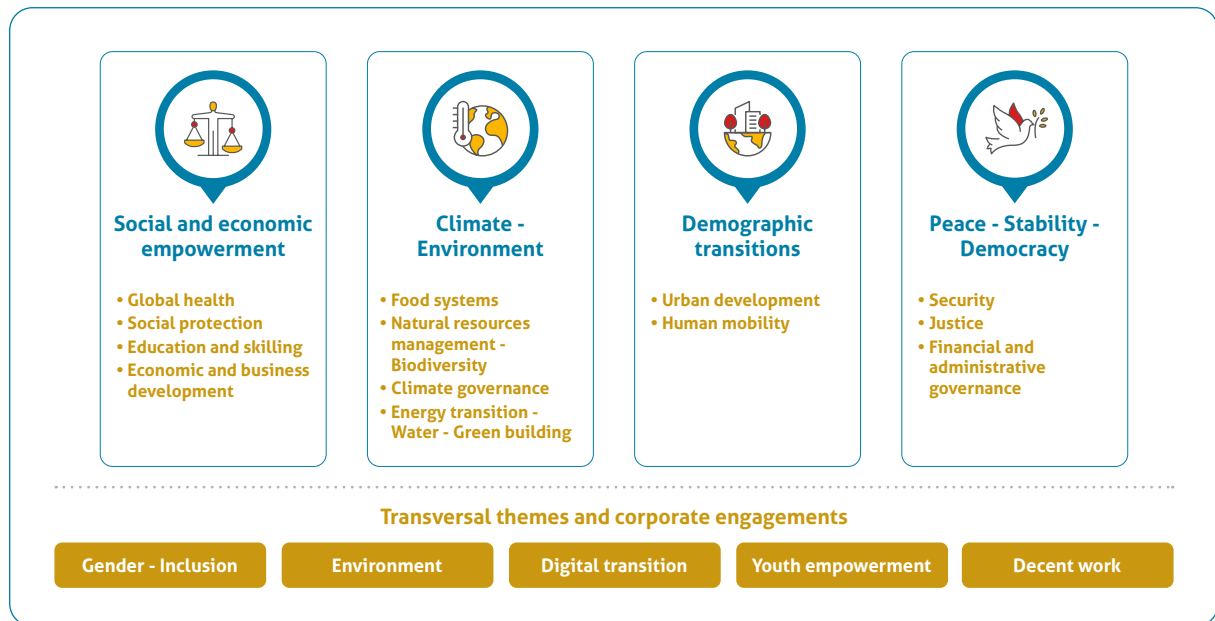 Social and economic
empowerment
• Global health
• Social protection
• Education and skilling
• Economic and business
development
Climate -
Environment
• Food systems
• Natural resources
management -
Biodiversity
• Climate governance
• Energy transition -
Water - Green building
Demographic
transitions
• Urban development
• Human mobility
Peace - Stability -
Democracy
• Security
• Justice
• Financial and
administrative
governance
Transversal themes and corporate engagements
Gender - Inclusion
Environment
Digital transition
Youth empowerment
Decent work